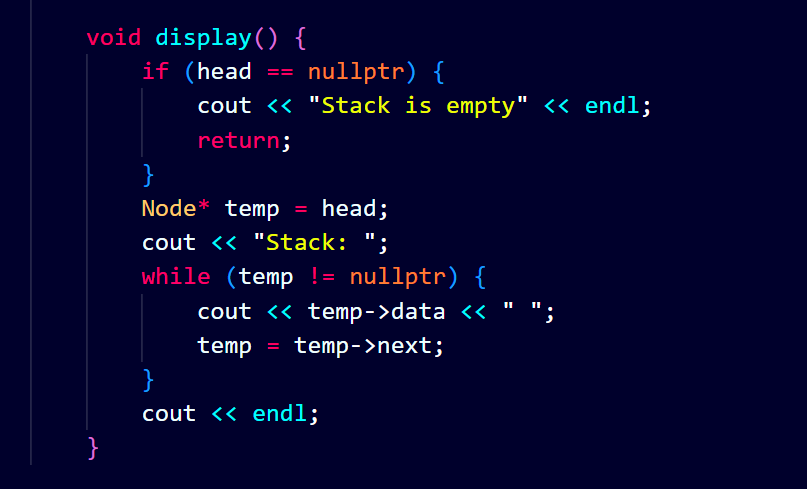 void display() {
    if (head == nullptr) {
        cout << "Stack is empty" << endl;
        return;
    }
    Node* temp = head;
    cout << "Stack: ";
    while (temp != nullptr) {
        cout << temp->data << " ";
        temp = temp->next;
    }
    cout << endl;
}